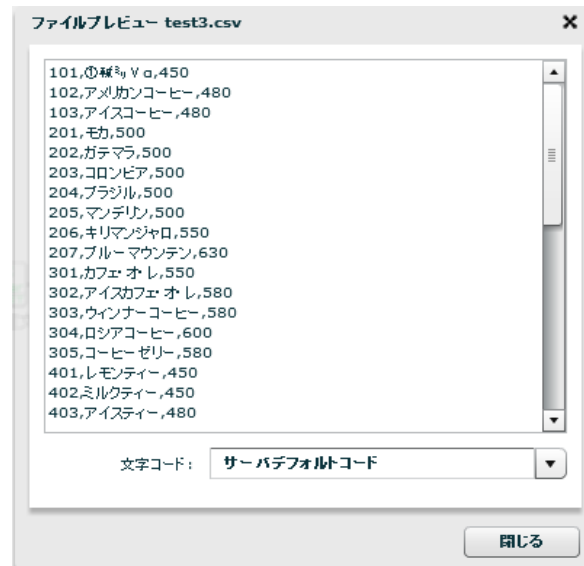 ファイルプレビュー test3.csv
101,①㍻㍉Ⅴα,450
102,アメリカンコーヒー,480
103,アイスコーヒー,480
201,モカ,500
202,ガテマラ,500
203,コロンビア,500
204,ブラジル,500
205,マンデリン,500
206,キリマンジャロ,550
207,ブルーマウンテン,630
301,カフェ・オ・レ,550
302,アイスカフェ・オ・レ,580
303,ウィンナーコーヒー,580
304,ロシアコーヒー,600
305,コーヒーゼリー,580
401,レモンティー,450
402,ミルクティー,450
403,アイスティー,480
文字コード： サーバデフォルトコード
閉じる